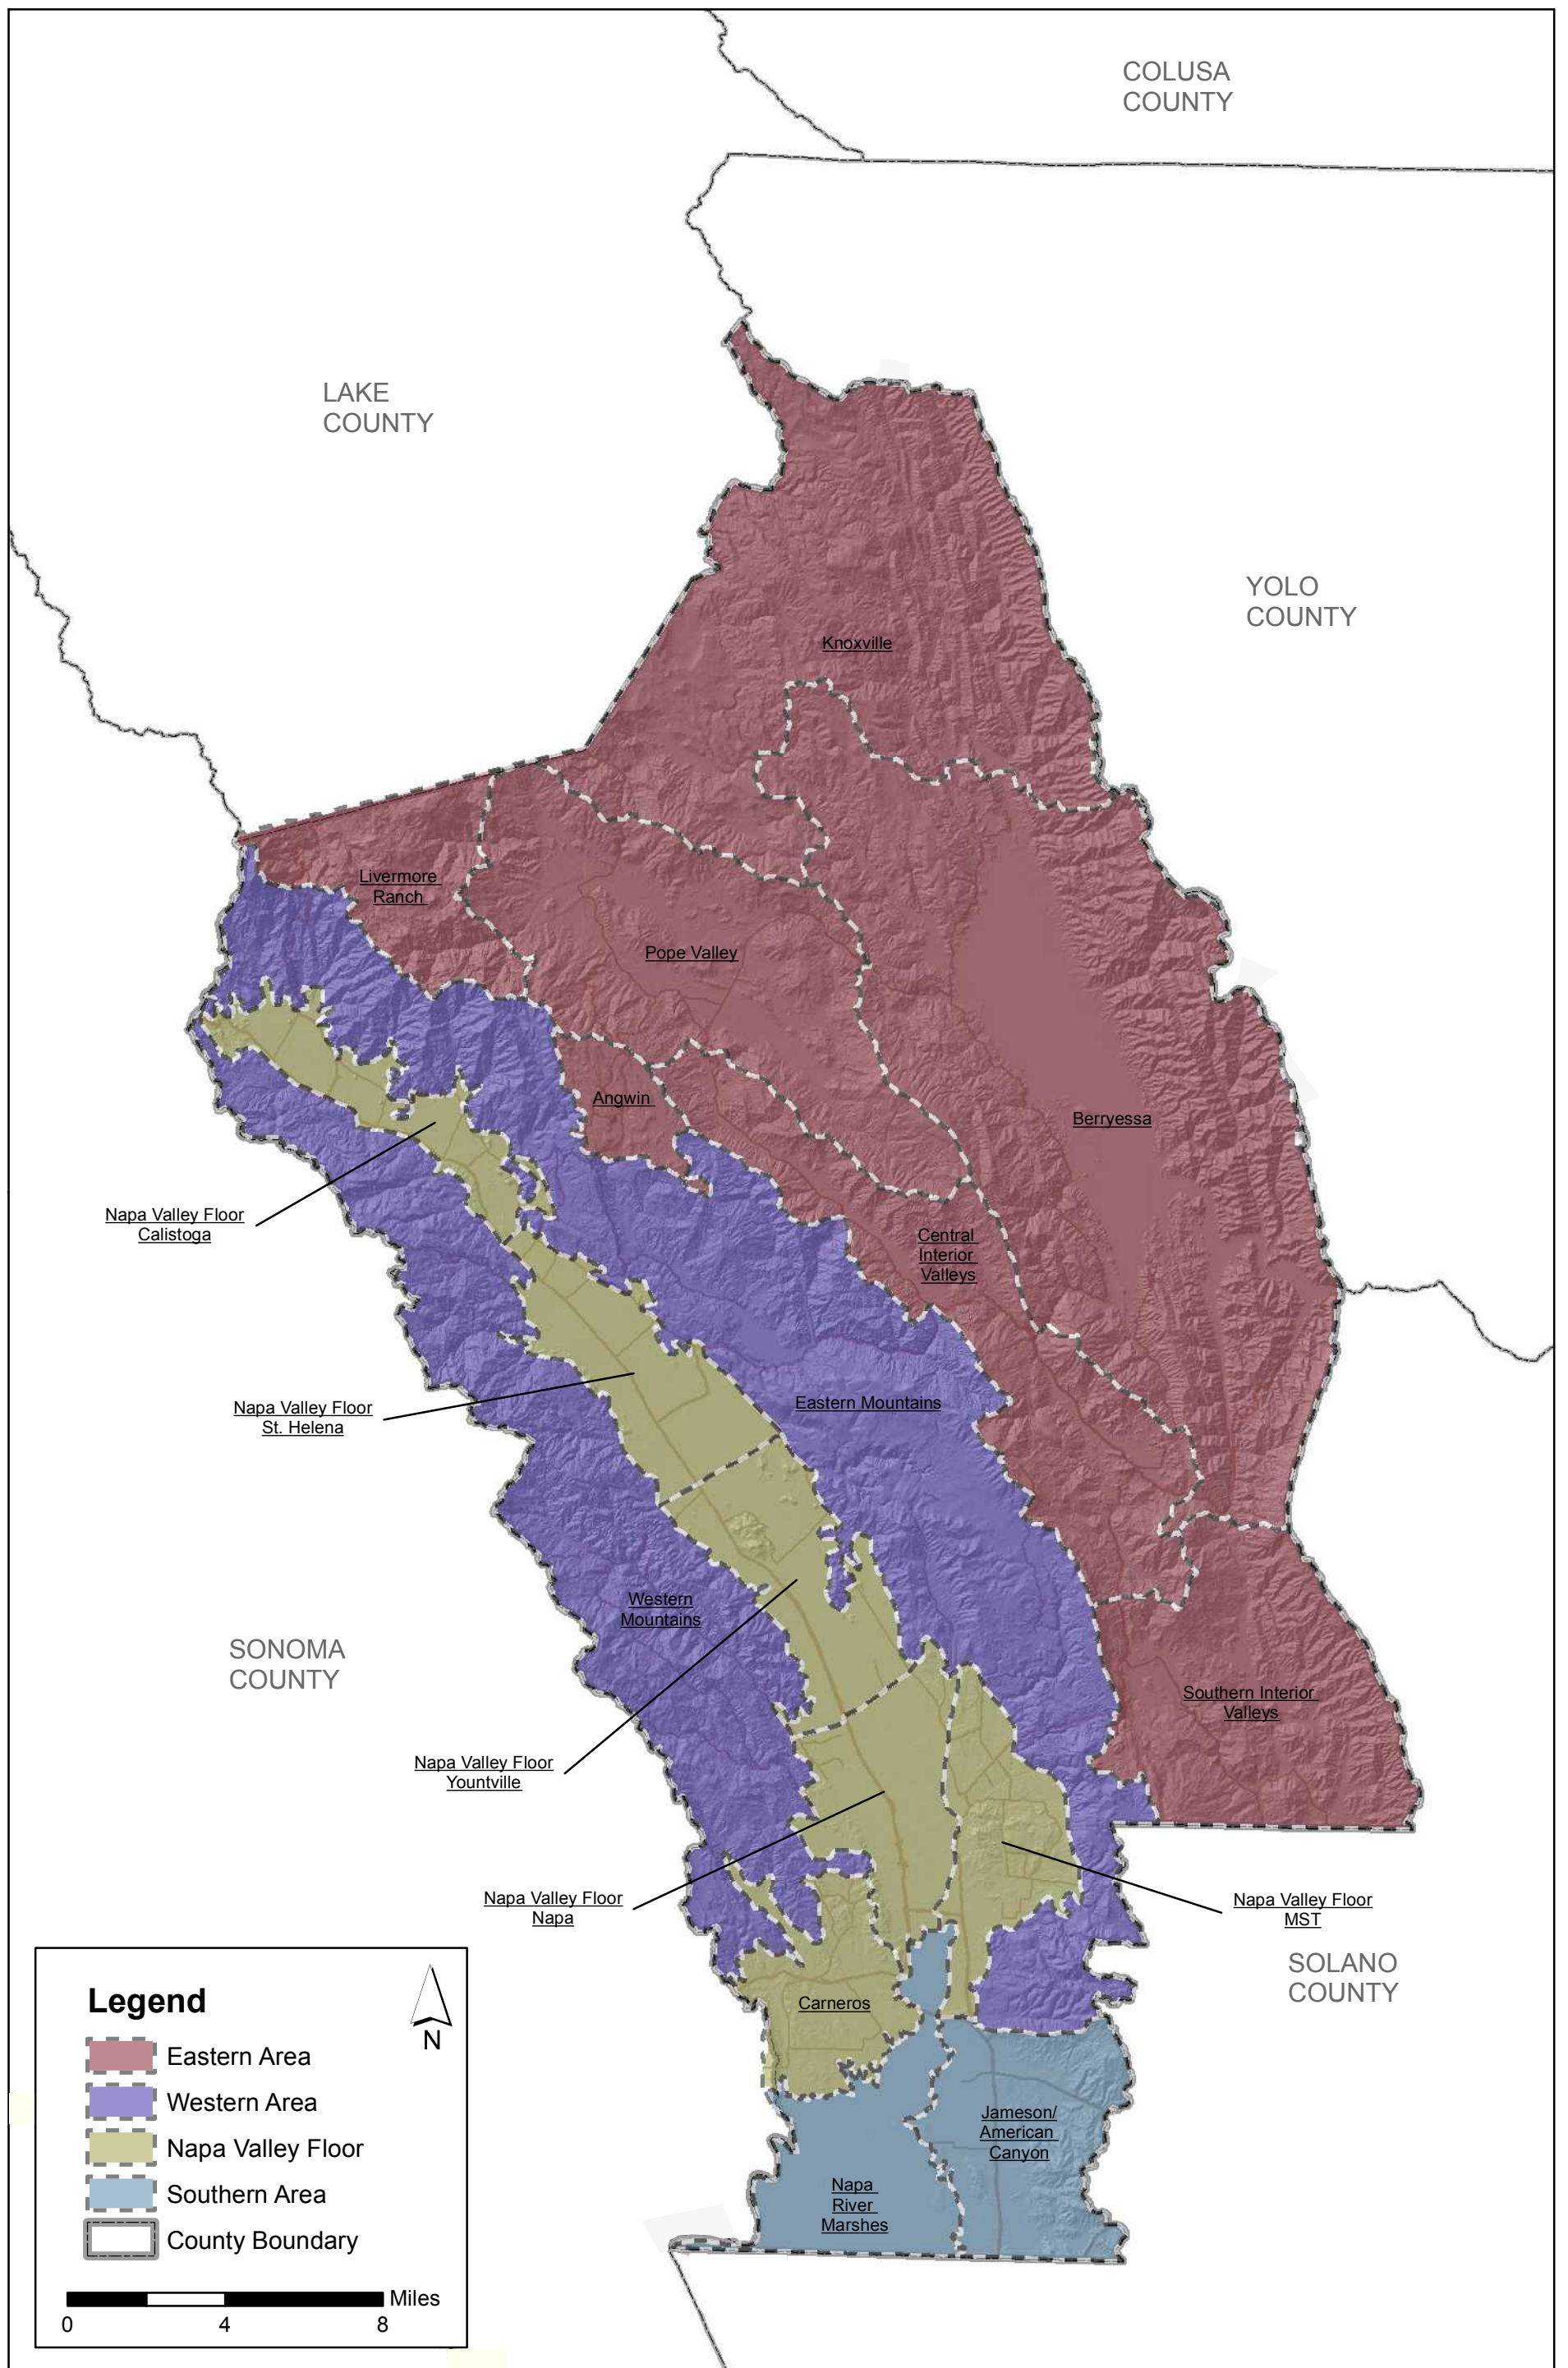 COLUSA
COUNTY
LAKE
COUNTY
YOLO
COUNTY
Knoxville
Livermore
Ranch
Pope Valley
Angwin
Berryessa
Napa Valley Floor
Calistoga
Central
Interior
Valleys
Napa Valley Floor
St. Helena
Eastern Mountains
Western
Mountains
SONOMA
COUNTY
Southern Interior
Valleys
Napa Valley Floor
Yountville
Napa Valley Floor
Napa
Napa Valley Floor
MST
SOLANO
COUNTY
Carneros
Jameson/
American
Canyon
Napa
River
Marshes
Legend
N
Eastern Area
Western Area
Napa Valley Floor
Southern Area
County Boundary
Miles
0 4 8